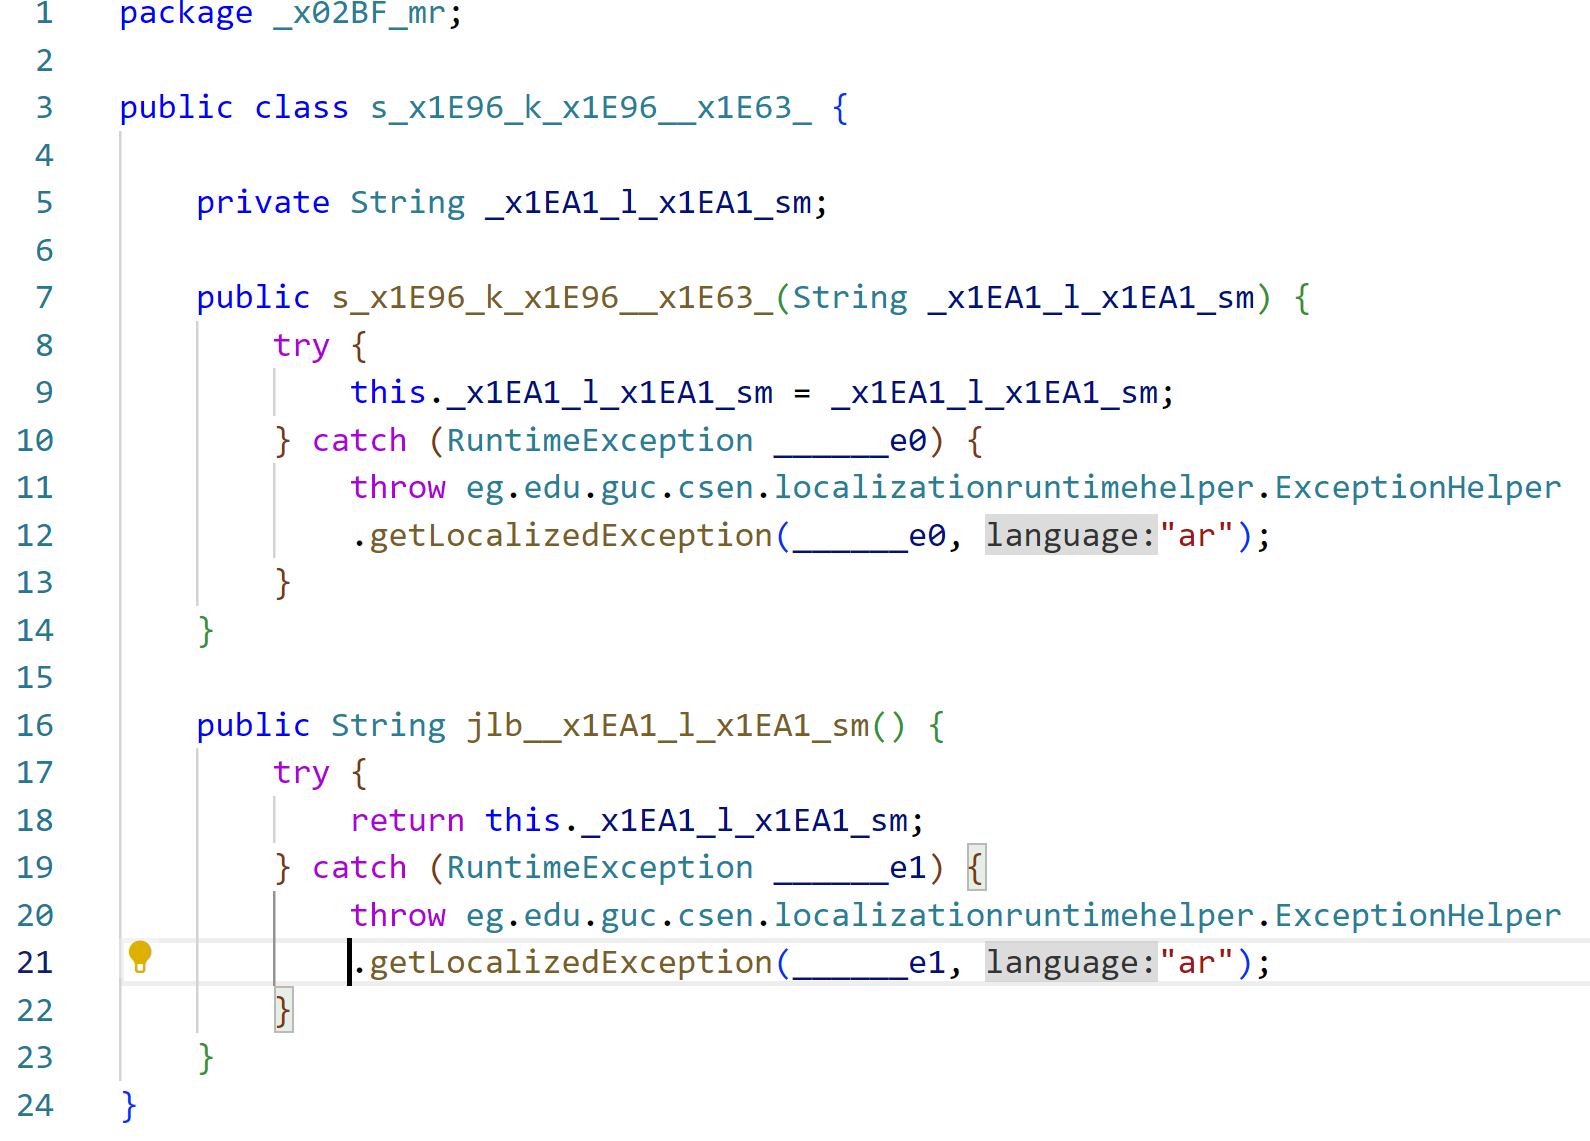 1 package _x02BF_mr;
2
3 public class s_x1E96_k_x1E96__x1E63_ {
4
5 private String _x1EA1_l_x1EA1_sm;
6
7 public s_x1E96_k_x1E96__x1E63_(String _x1EA1_l_x1EA1_sm) {
8 try {
9 this._x1EA1_l_x1EA1_sm = _x1EA1_l_x1EA1_sm;
10 } catch (RuntimeException ______e0) {
11 throw eg.edu.guc.csen.localizationruntimehelper.ExceptionHelper
12 .getLocalizedException(______e0, language:"ar");
13 }
14 }
15
16 public String jlb__x1EA1_l_x1EA1_sm() {
17 try {
18 return this._x1EA1_l_x1EA1_sm;
19 } catch (RuntimeException ______e1) {
20 throw eg.edu.guc.csen.localizationruntimehelper.ExceptionHelper
21 .getLocalizedException(______e1, language:"ar");
22 }
23 }
24 }